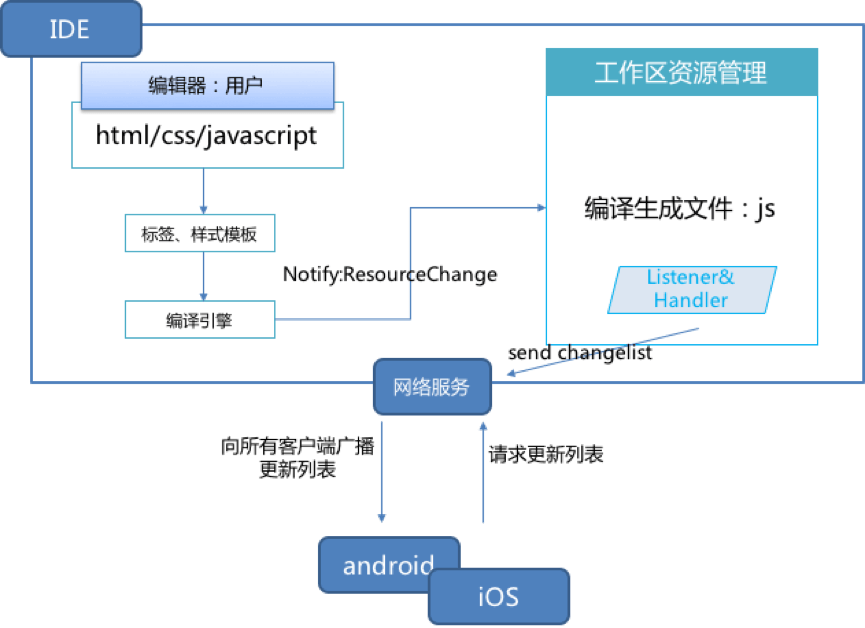 IDE
编辑器：用户
html/css/javascript
标签、样式模板
编译引擎
Notify:ResourceChange
工作区资源管理
编译生成文件：js
Listener&
Handler
send changelist
网络服务
向所有客户端广播
更新列表
请求更新列表
android
iOS